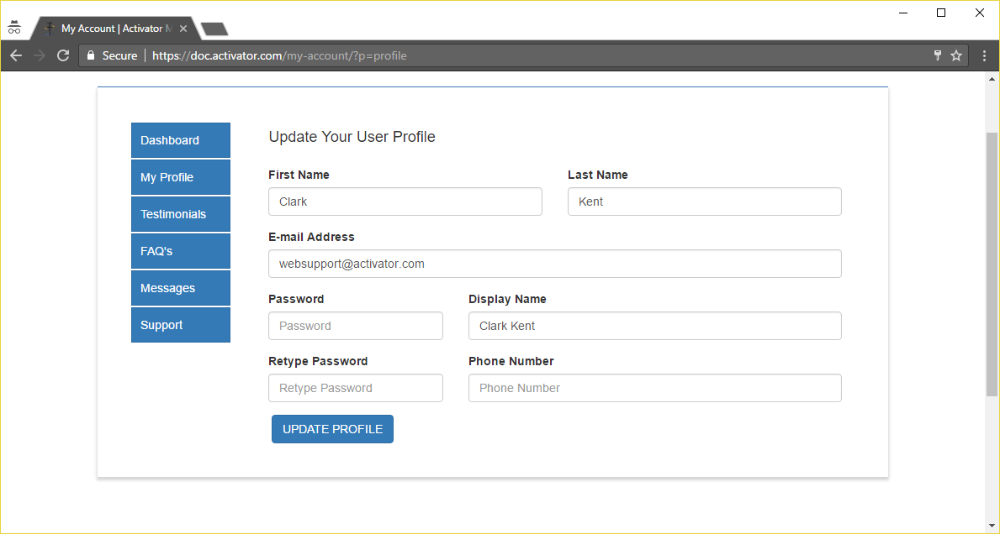 My Account | Activator M
Secure | https://doc.activator.com/my-account/?p=profile
Dashboard
My Profile
Testimonials
FAQ's
Messages
Support
Update Your User Profile
First Name
Last Name
Clark
Kent
E-mail Address
websupport@activator.com
Password
Display Name
Password
Clark Kent
Retype Password
Phone Number
Retype Password
Phone Number
UPDATE PROFILE